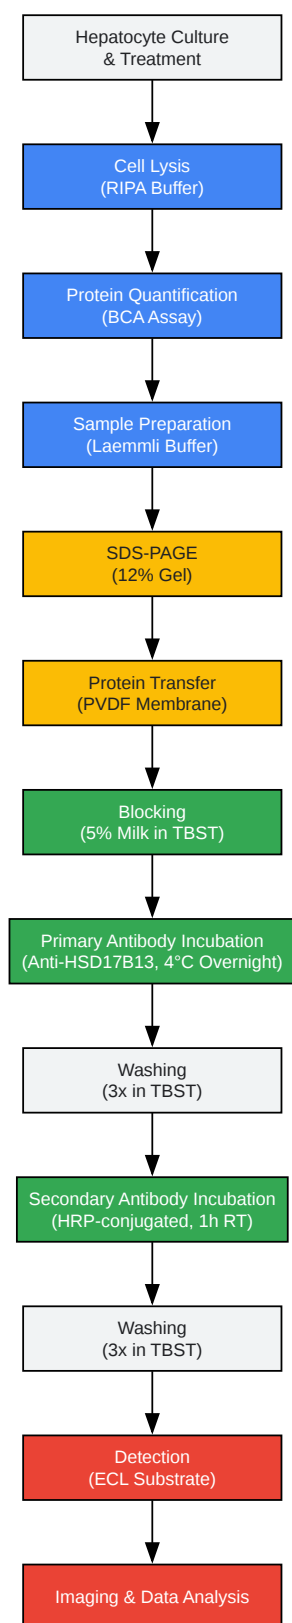 Hepatocyte Culture
& Treatment
Cell Lysis
(RIPA Buffer)
Protein Quantification
(BCA Assay)
Sample Preparation
(Laemmli Buffer)
SDS-PAGE
(12% Gel)
Protein Transfer
(PVDF Membrane)
Blocking
(5% Milk in TBST)
Primary Antibody Incubation
(Anti-HSD17B13, 4°C Overnight)
Washing
(3x in TBST)
Secondary Antibody Incubation
(HRP-conjugated, 1h RT)
Washing
(3x in TBST)
Detection
(ECL Substrate)
Imaging & Data Analysis